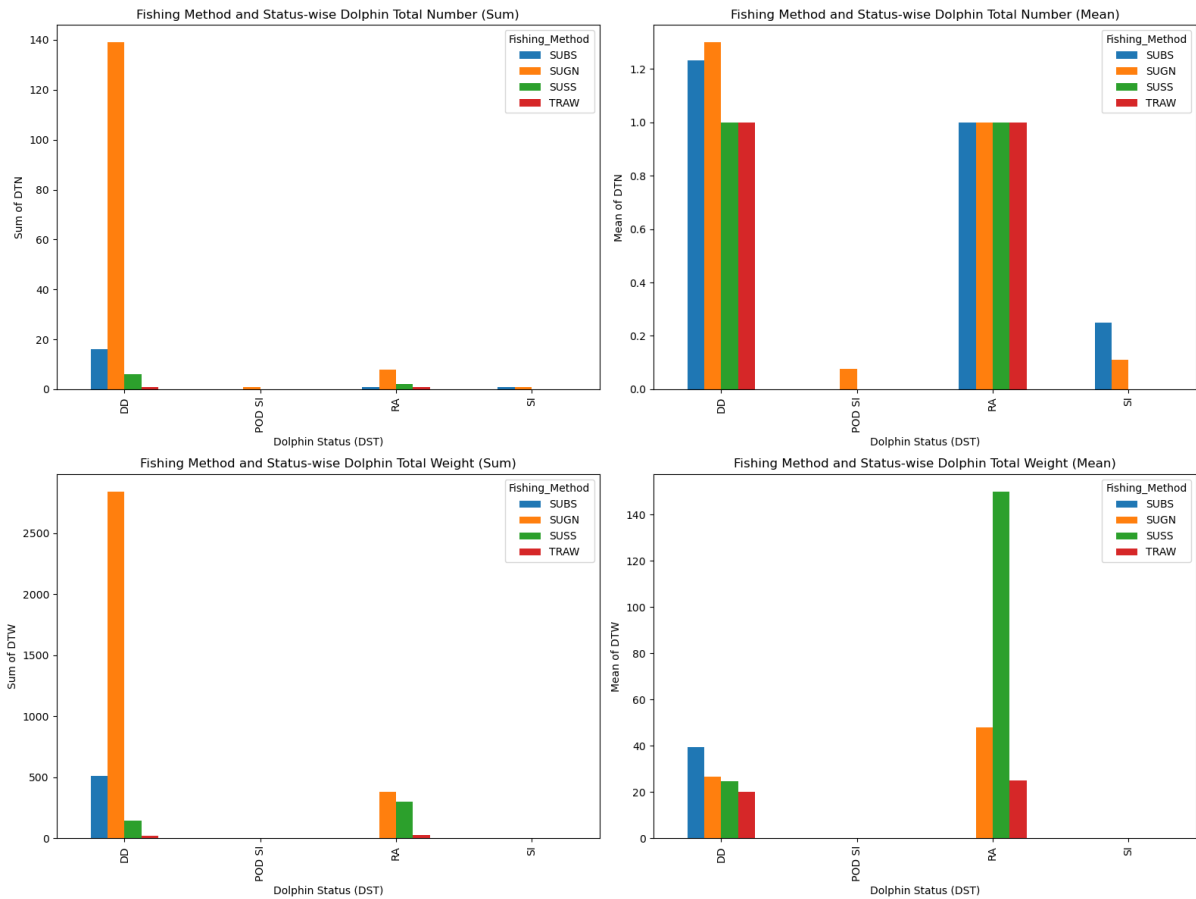 Fishing Method and Status-wise Dolphin Total Number (Sum)
Sum of DTN
140
120
100
80
60
40
20
0
DD
POD SI
RA
SI
Dolphin Status (DST)
Fishing_Method
SUBS
SUGN
SUSS
TRAW
Fishing Method and Status-wise Dolphin Total Number (Mean)
Mean of DTN
1.2
1.0
0.8
0.6
0.4
0.2
0.0
DD
POD SI
RA
SI
Dolphin Status (DST)
Fishing_Method
SUBS
SUGN
SUSS
TRAW
Fishing Method and Status-wise Dolphin Total Weight (Sum)
Sum of DTW
2500
2000
1500
1000
500
0
DD
POD SI
RA
SI
Dolphin Status (DST)
Fishing_Method
SUBS
SUGN
SUSS
TRAW
Fishing Method and Status-wise Dolphin Total Weight (Mean)
Mean of DTW
140
120
100
80
60
40
20
0
DD
POD SI
RA
SI
Dolphin Status (DST)
Fishing_Method
SUBS
SUGN
SUSS
TRAW